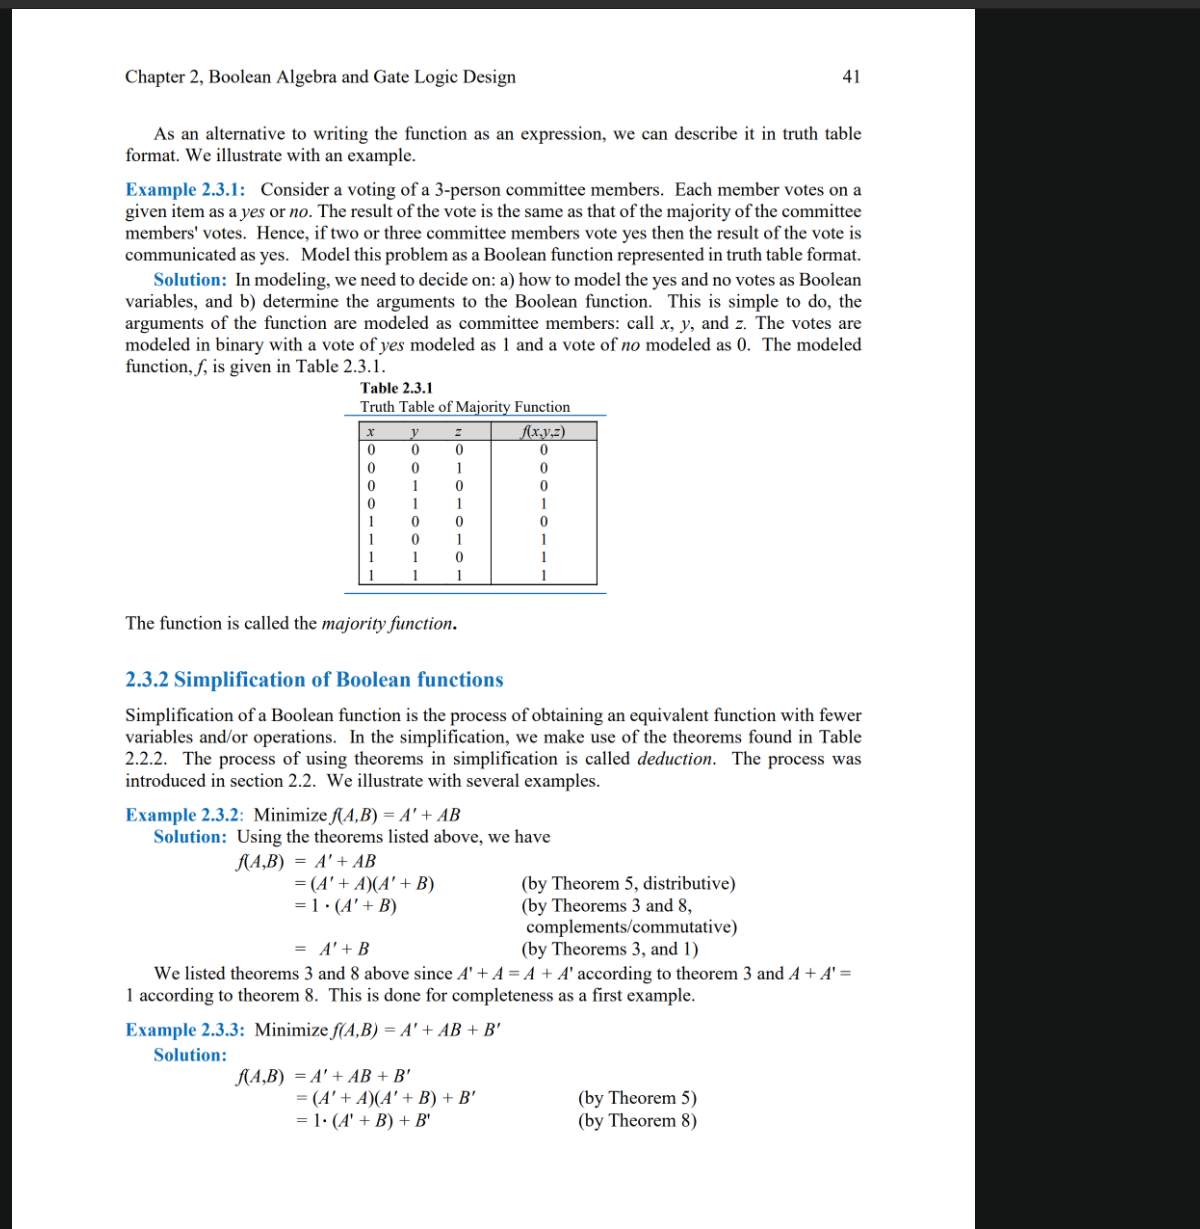 Chapter 2, Boolean Algebra and Gate Logic Design 41
As an alternative to writing the function as an expression, we can describe it in truth table
format. We illustrate with an example.
Example 2.3.1: Consider a voting of a 3-person committee members. Each member votes on a
given item as a yes or no. The result of the vote is the same as that of the majority of the committee
members' votes. Hence, if two or three committee members vote yes then the result of the vote is
communicated as yes. Model this problem as a Boolean function represented in truth table format.
Solution: In modeling, we need to decide on: a) how to model the yes and no votes as Boolean
variables, and b) determine the arguments to the Boolean function. This is simple to do, the
arguments of the function are modeled as committee members: call x, y, and z. The votes are
modeled in binary with a vote of yes modeled as 1 and a vote of no modeled as 0. The modeled
function, f, is given in Table 2.3.1.
Table 2.3.1
Truth Table of Majority Function
x y z f(x,y,z)
0 0 0 0
0 0 1 0
0 1 0 0
0 1 1 1
1 0 0 0
1 0 1 1
1 1 0 1
1 1 1 1
The function is called the majority function.
2.3.2 Simplification of Boolean functions
Simplification of a Boolean function is the process of obtaining an equivalent function with fewer
variables and/or operations. In the simplification, we make use of the theorems found in Table
2.2.2. The process of using theorems in simplification is called deduction. The process was
introduced in section 2.2. We illustrate with several examples.
Example 2.3.2: Minimize f(A,B) = A' + AB
Solution: Using the theorems listed above, we have
f(A,B) = A' + AB
= (A' + A)(A' + B) (by Theorem 5, distributive)
= 1 · (A' + B) (by Theorems 3 and 8,
complements/commutative)
= A' + B (by Theorems 3, and 1)
We listed theorems 3 and 8 above since A' + A = A + A' according to theorem 3 and A + A' =
1 according to theorem 8. This is done for completeness as a first example.
Example 2.3.3: Minimize f(A,B) = A' + AB + B'
Solution:
f(A,B) = A' + AB + B'
= (A' + A)(A' + B) + B' (by Theorem 5)
= 1· (A' + B) + B' (by Theorem 8)